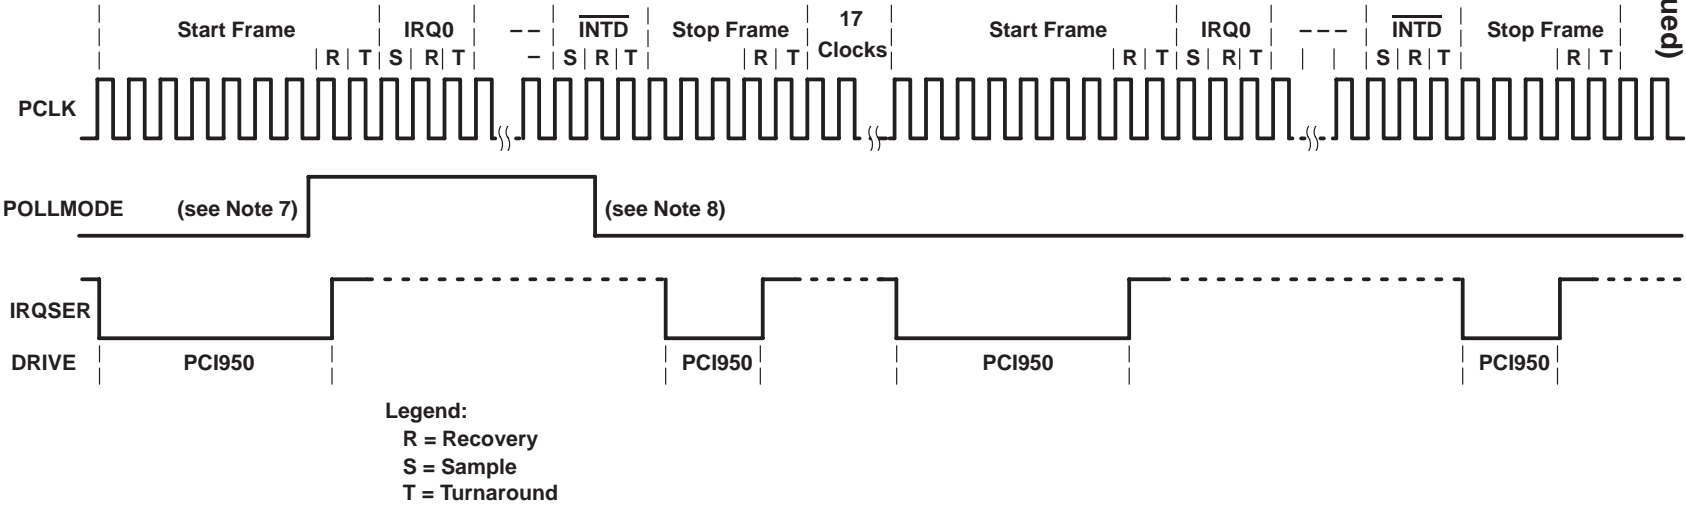 ued)
Start Frame IRQ0 – – INTD Stop Frame 17 Start Frame IRQ0 – – – INTD Stop Frame
R T S R T – S R T R T Clocks R T S R T S R T R T
PCLK
POLLMODE (see Note 7) (see Note 8)
IRQSER
DRIVE PCI950 PCI950 PCI950 PCI950
Legend:
R = Recovery
S = Sample
T = Turnaround